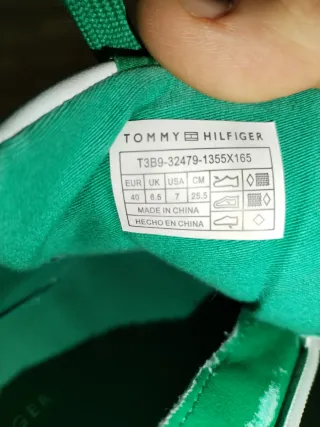 TOMMY HILFIGER
T3B9-32479-1355X165
EUR UK USA CM
40 6.5 7 25.5
MADE IN CHINA
HECHO EN CHINA